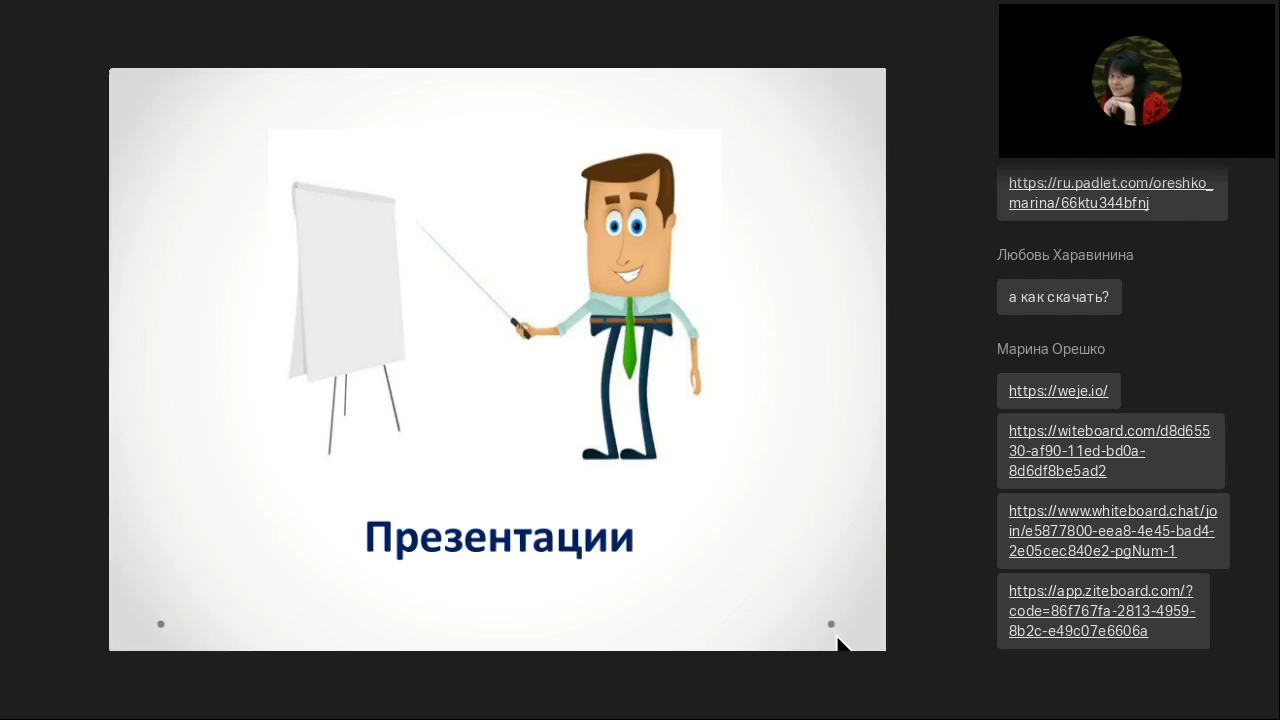 Презентации
https://ru.padlet.com/oreshko_
marina/66ktu344bfnj
Любовь Харавинина
а как скачать?
Марина Орешко
https://weje.io/
https://witeboard.com/d8d655
30-af90-11ed-bd0a-
8d6df8be5ad2
https://www.whiteboard.chat/jo
in/e5877800-eea8-4e45-bad4-
2e05cec840e2-pgNum-1
https://app.ziteboard.com/?
code=86f767fa-2813-4959-
8b2c-e49c07e6606a